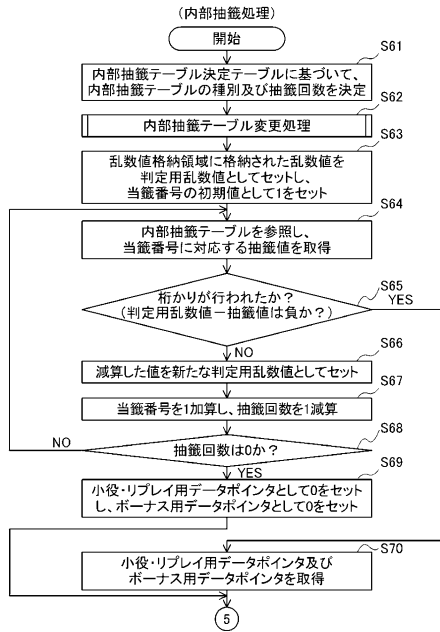 (内部抽籤処理)
開始
S61
内部抽籤テーブル決定テーブルに基づいて、
内部抽籤テーブルの種別及び抽籤回数を決定
S62
内部抽籤テーブル変更処理
S63
乱数値格納領域に格納された乱数値を
判定用乱数値としてセットし、
当籤番号の初期値として1をセット
S64
内部抽籤テーブルを参照し、
当籤番号に対応する抽籤値を取得
S65
桁かりが行われたか？
(判定用乱数値－抽籤値は負か？)
YES
NO
S66
減算した値を新たな判定用乱数値としてセット
S67
当籤番号を1加算し、抽籤回数を1減算
S68
NO
抽籤回数は0か？
YES
S69
小役・リプレイ用データポインタとして0をセット
し、ボーナス用データポインタとして0をセット
S70
小役・リプレイ用データポインタ及び
ボーナス用データポインタを取得
5